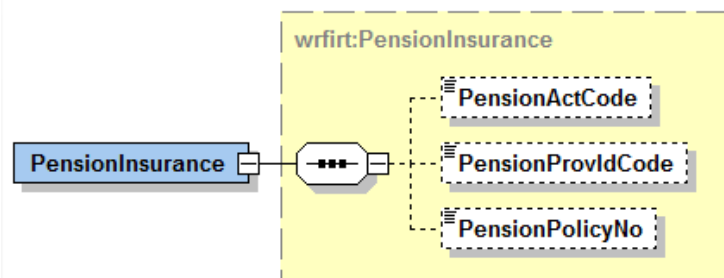 wrfirt:PensionInsurance
PensionActCode
PensionInsurance
PensionProvIdCode
PensionPolicyNo